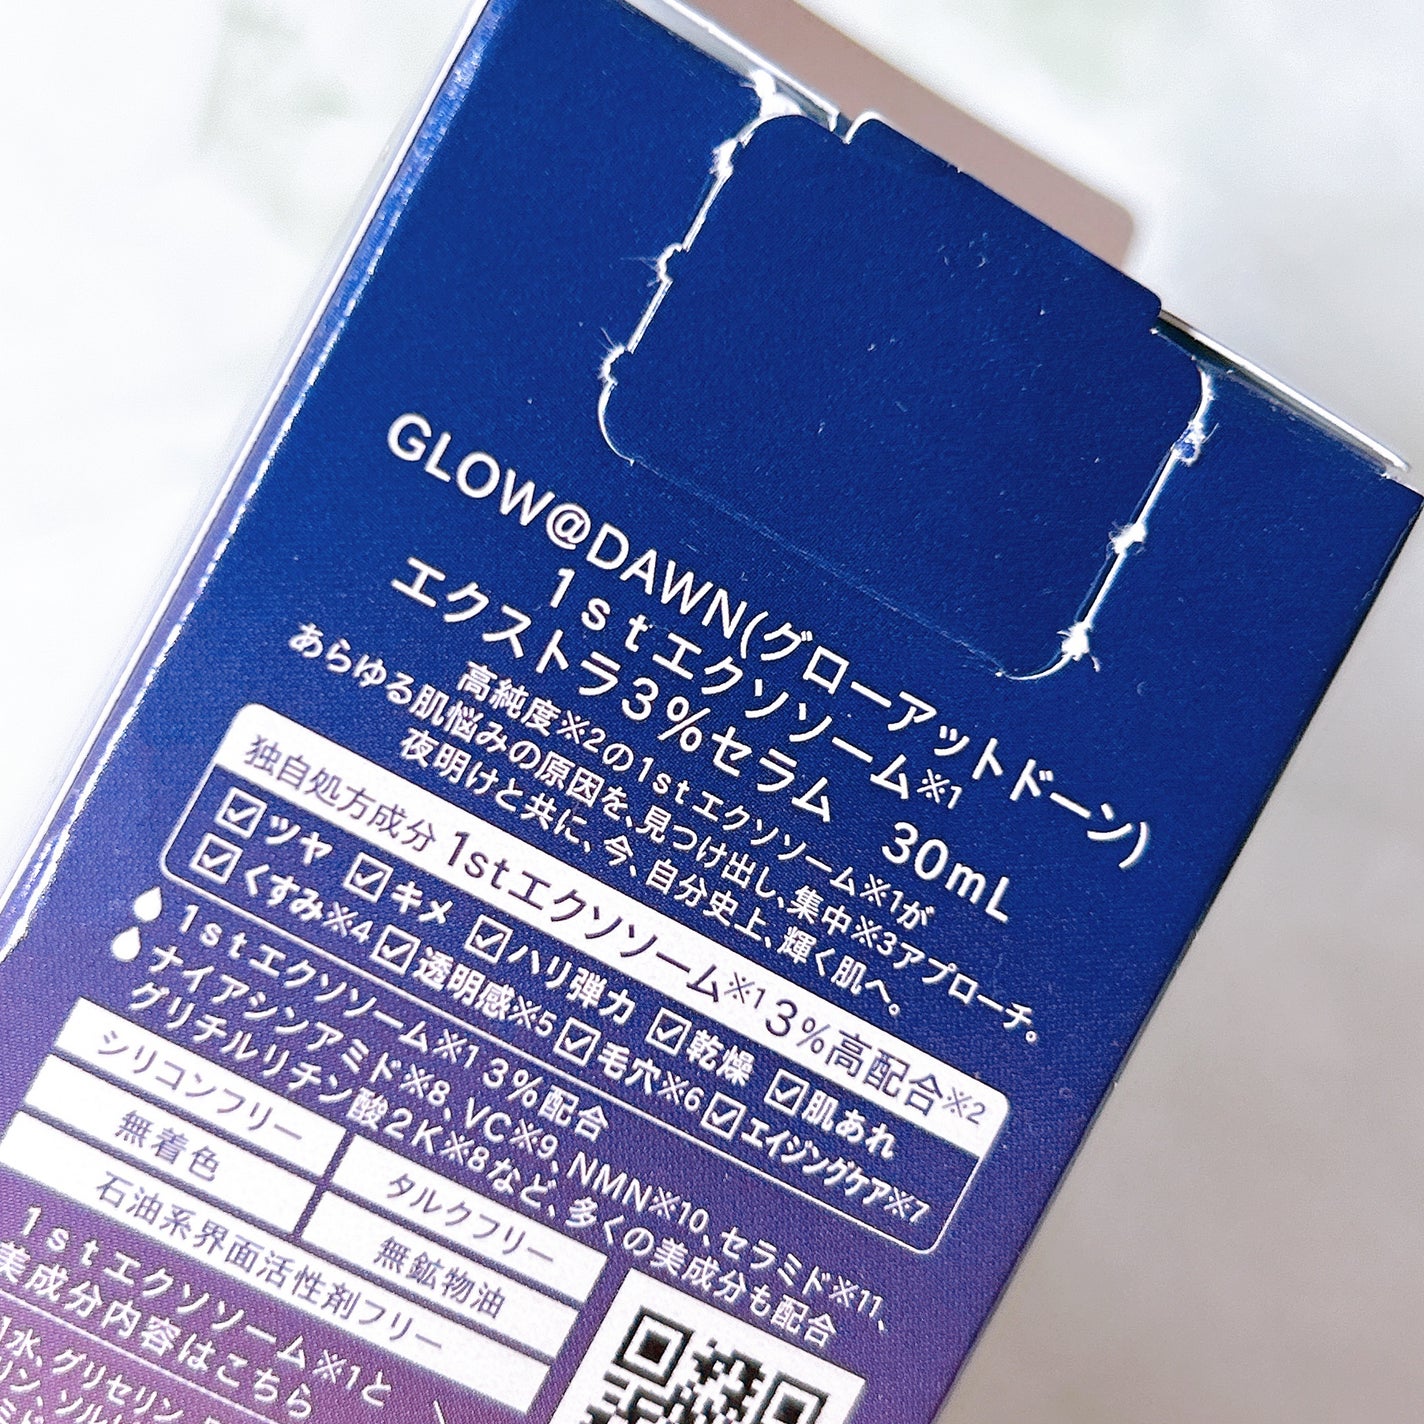 GLOW@DAWN(グローアットドーン)
1stエクソソーム※1
エクストラ3%セラム 30mL
高純度※2の1stエクソソーム※1が
あらゆる肌悩みの原因を、見つけ出し、集中※3アプローチ。
夜明けと共に、今、自分史上、輝く肌へ。
独自処方成分 1stエクソソーム※1 3%高配合※2
☑ツヤ ☑キメ ☑ハリ弾力 ☑乾燥 ☑肌あれ
☑くすみ※4 ☑透明感※5 ☑毛穴※6 ☑エイジングケア※7
1stエクソソーム※1 3%配合
ナイアシンアミド※8、VC※9、NMN※10、セラミド※11、
グリチルリチン酸2K※8など、多くの美成分も配合
シリコンフリー タルクフリー
無着色 無鉱物油
石油系界面活性剤フリー
1stエクソソーム※1と
美成分内容はこちら
水、グリセリン、